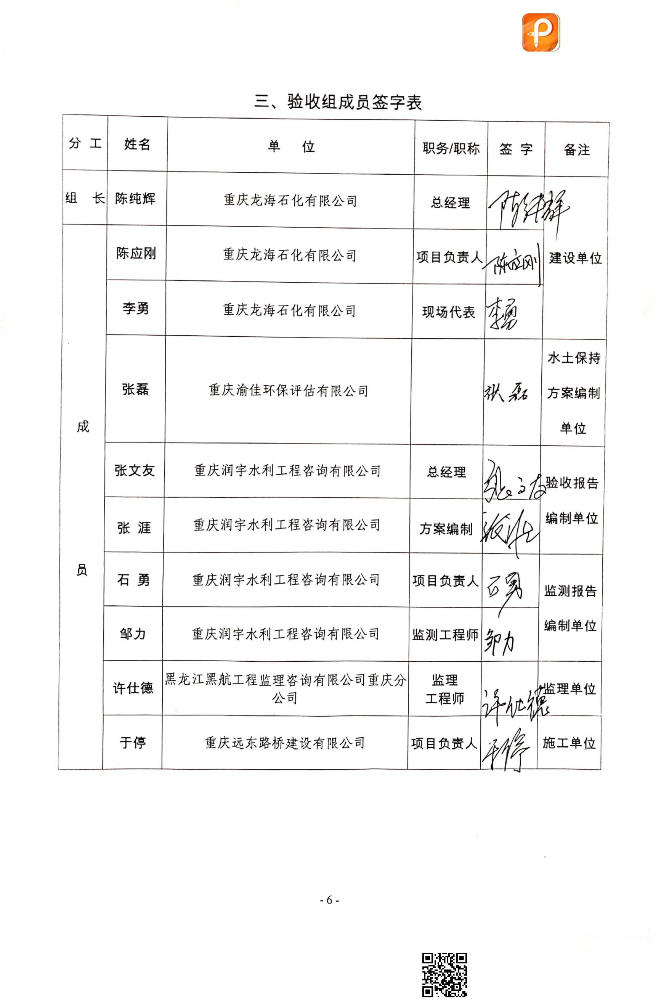 三、验收组成员签字表
分 工 姓名 单 位 职务/职称 签 字 备注
组 长 陈纯辉 重庆龙海石化有限公司 总经理 陈纯辉
成员
陈应刚 重庆龙海石化有限公司 项目负责人 陈应刚 建设单位
李勇 重庆龙海石化有限公司 现场代表 李勇
张磊 重庆渝佳环保评估有限公司 张磊 水土保持
方案编制
单位
张文友 重庆润宇水利工程咨询有限公司 总经理 张文友 验收报告
编制单位
张 涯 重庆润宇水利工程咨询有限公司 方案编制 张涯
石 勇 重庆润宇水利工程咨询有限公司 项目负责人 石勇 监测报告
编制单位
邹力 重庆润宇水利工程咨询有限公司 监测工程师 邹力
许仕德 黑龙江黑航工程监理咨询有限公司重庆分
公司 监理
工程师 许仕德 监理单位
于停 重庆远东路桥建设有限公司 项目负责人 于停 施工单位
- 6 -